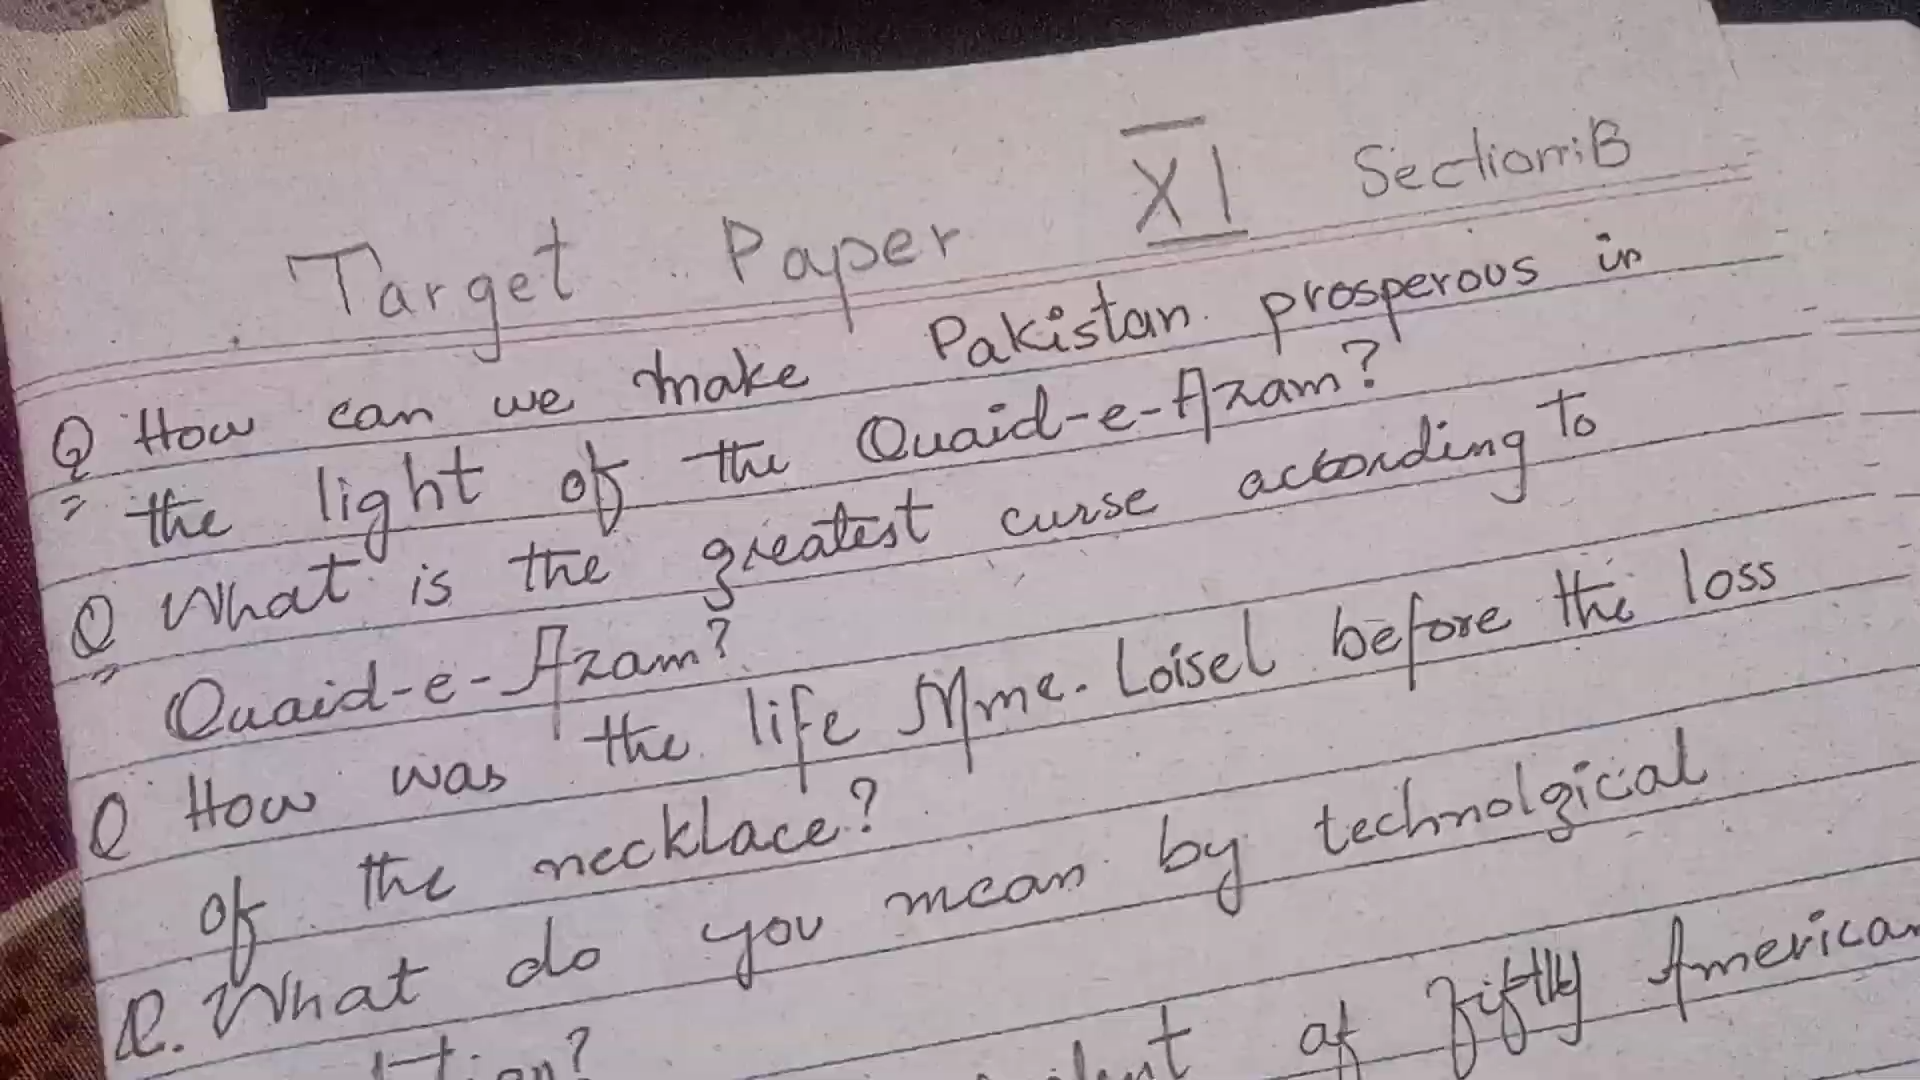 Target Paper XI Section:B
Q How can we make Pakistan prosperous in
the light of the Quaid-e-Azam?
Q What is the greatest curse according to
Quaid-e-Azam?
Q How was the life Mme. Loisel before the loss
of the necklace?
Q. What do you mean by technolgical
of fiftly American